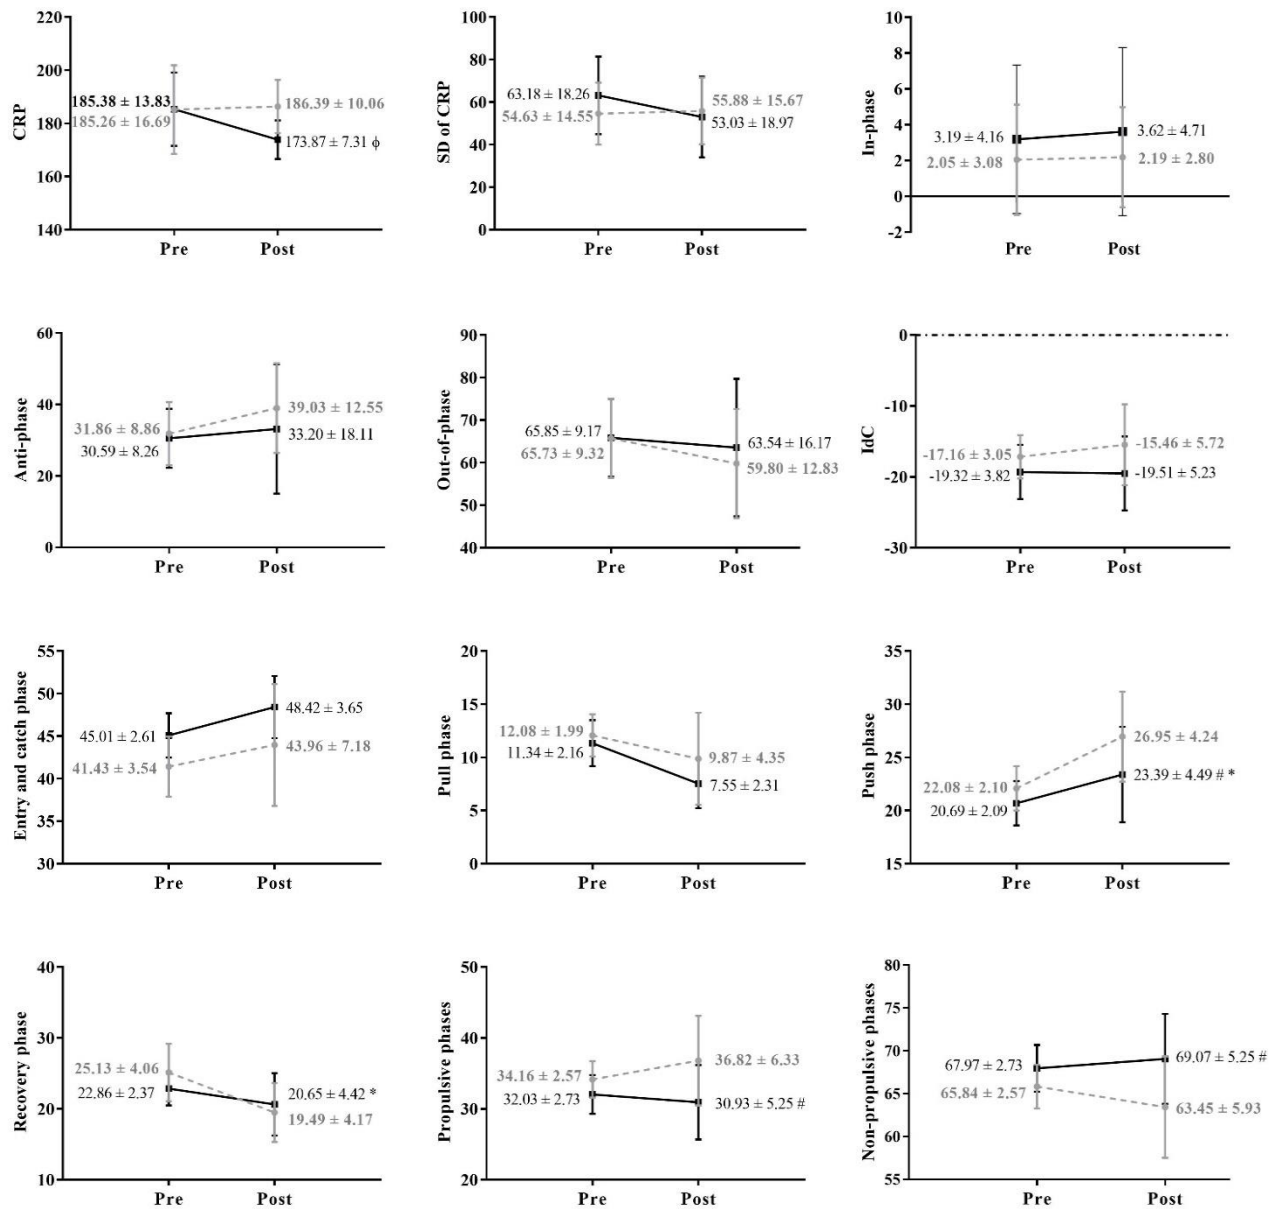 CRP
220
200
180
160
140
185.38 ± 13.83
185.26 ± 16.69
186.39 ± 10.06
173.87 ± 7.31 ϕ
Pre Post
SD of CRP
100
80
60
40
20
0
63.18 ± 18.26
54.63 ± 14.55
55.88 ± 15.67
53.03 ± 18.97
Pre Post
In-phase
10
8
6
4
2
0
-2
3.19 ± 4.16
2.05 ± 3.08
3.62 ± 4.71
2.19 ± 2.80
Pre Post
Anti-phase
60
40
20
0
31.86 ± 8.86
30.59 ± 8.26
39.03 ± 12.55
33.20 ± 18.11
Pre Post
Out-of-phase
90
80
70
60
50
40
65.85 ± 9.17
65.73 ± 9.32
63.54 ± 16.17
59.80 ± 12.83
Pre Post
IdC
0
-10
-20
-30
-17.16 ± 3.05
-19.32 ± 3.82
-15.46 ± 5.72
-19.51 ± 5.23
Pre Post
Entry and catch phase
55
50
45
40
35
30
45.01 ± 2.61
41.43 ± 3.54
48.42 ± 3.65
43.96 ± 7.18
Pre Post
Pull phase
20
15
10
5
0
12.08 ± 1.99
11.34 ± 2.16
9.87 ± 4.35
7.55 ± 2.31
Pre Post
Push phase
35
30
25
20
15
22.08 ± 2.10
20.69 ± 2.09
26.95 ± 4.24
23.39 ± 4.49 # *
Pre Post
Recovery phase
40
30
20
10
25.13 ± 4.06
22.86 ± 2.37
20.65 ± 4.42 *
19.49 ± 4.17
Pre Post
Propulsive phases
50
40
30
20
34.16 ± 2.57
32.03 ± 2.73
36.82 ± 6.33
30.93 ± 5.25 #
Pre Post
Non-propulsive phases
80
75
70
65
60
55
67.97 ± 2.73
65.84 ± 2.57
69.07 ± 5.25 #
63.45 ± 5.93
Pre Post